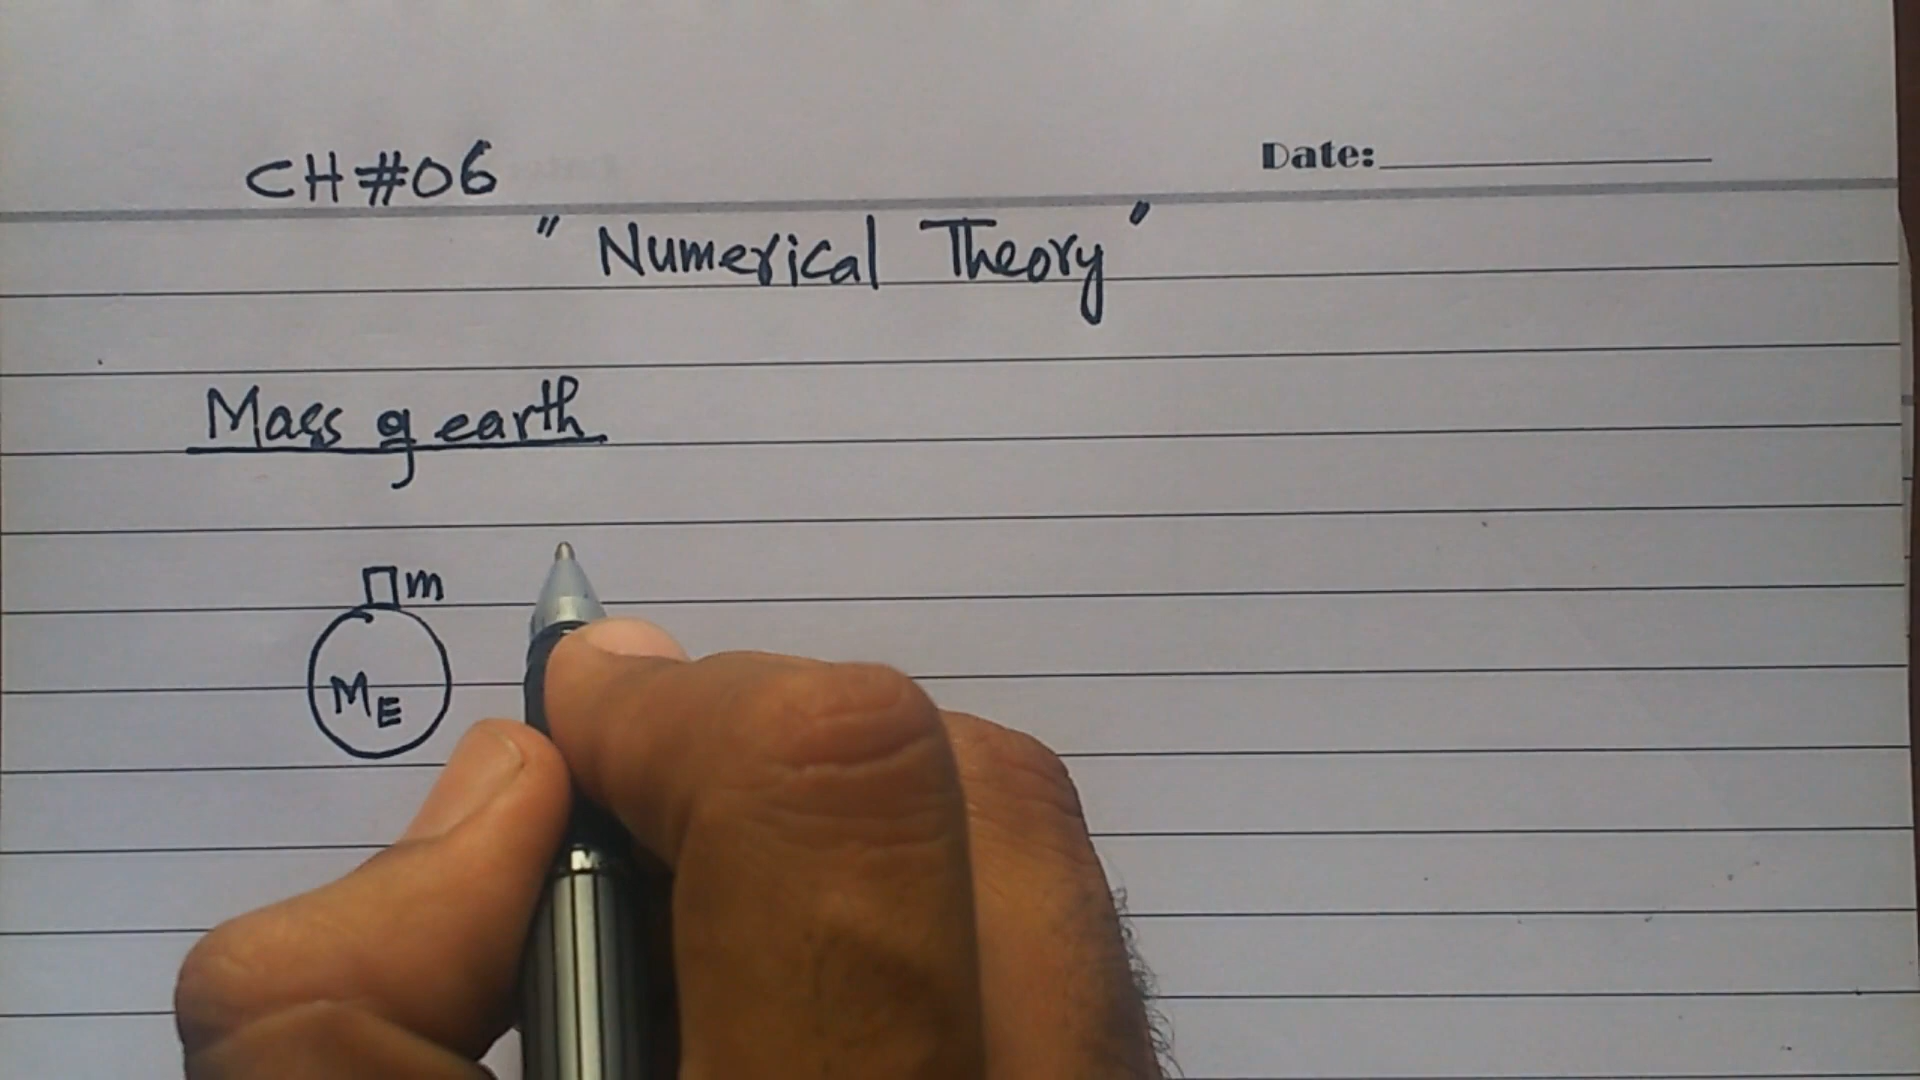 CH#06
Date:
"Numerical Theory"
Mass of earth
m
ME
M